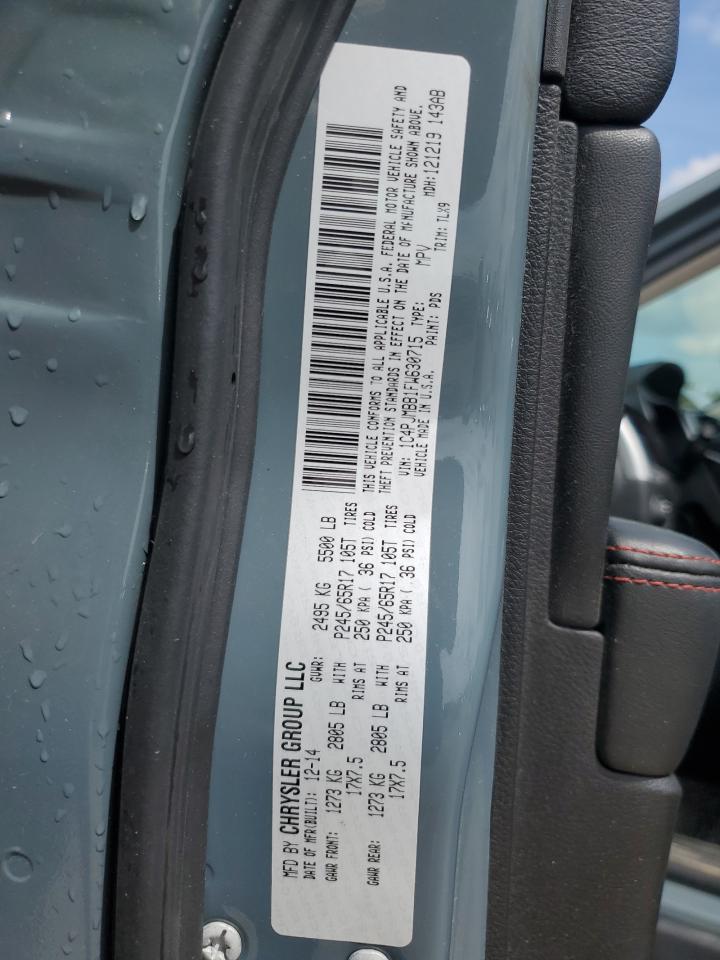 MFD BY CHRYSLER GROUP LLC
DATE OF MFR(BUILT): 12-14 GVWR: 2495 KG 5500 LB
GAWR FRONT: 1273 KG 2805 LB WITH P245/65R17 105T TIRES
17X7.5 RIMS AT 250 KPA ( 36 PSI) COLD
GAWR REAR: 1273 KG 2805 LB WITH P245/65R17 105T TIRES
17X7.5 RIMS AT 250 KPA ( 36 PSI) COLD
THIS VEHICLE CONFORMS TO ALL APPLICABLE U.S.A. FEDERAL MOTOR VEHICLE SAFETY AND
THEFT PREVENTION STANDARDS IN EFFECT ON THE DATE OF MFNUFACTURE SHOWN ABOVE.
VIN: 1C4PJMBB1FW630715 TYPE: MPV MDH:121219 143AB
VEHICLE MADE IN U.S.A. PAINT: PDS TRIM: TLX9